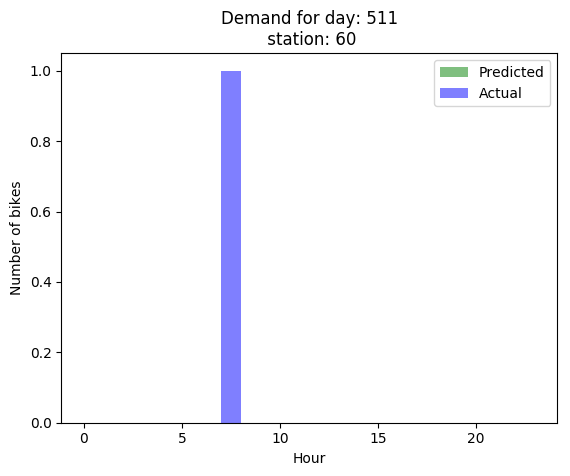 Demand for day: 511
station: 60
Predicted
Actual
1.0
0.8
0.6
0.4
0.2
0.0
Number of bikes
0 5 10 15 20
Hour